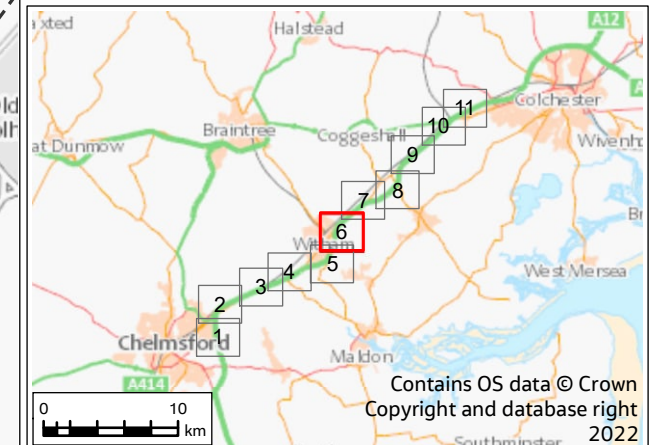 Halstead
A12
Colchester
11
10
Braintree
Coggeshall
at Dunmow
9
8
7
6
Witham
5
4
3
2
1
West Mersea
Chelmsford
Maldon
A414
Contains OS data © Crown
Copyright and database right
2022
0 10
km
Southminster